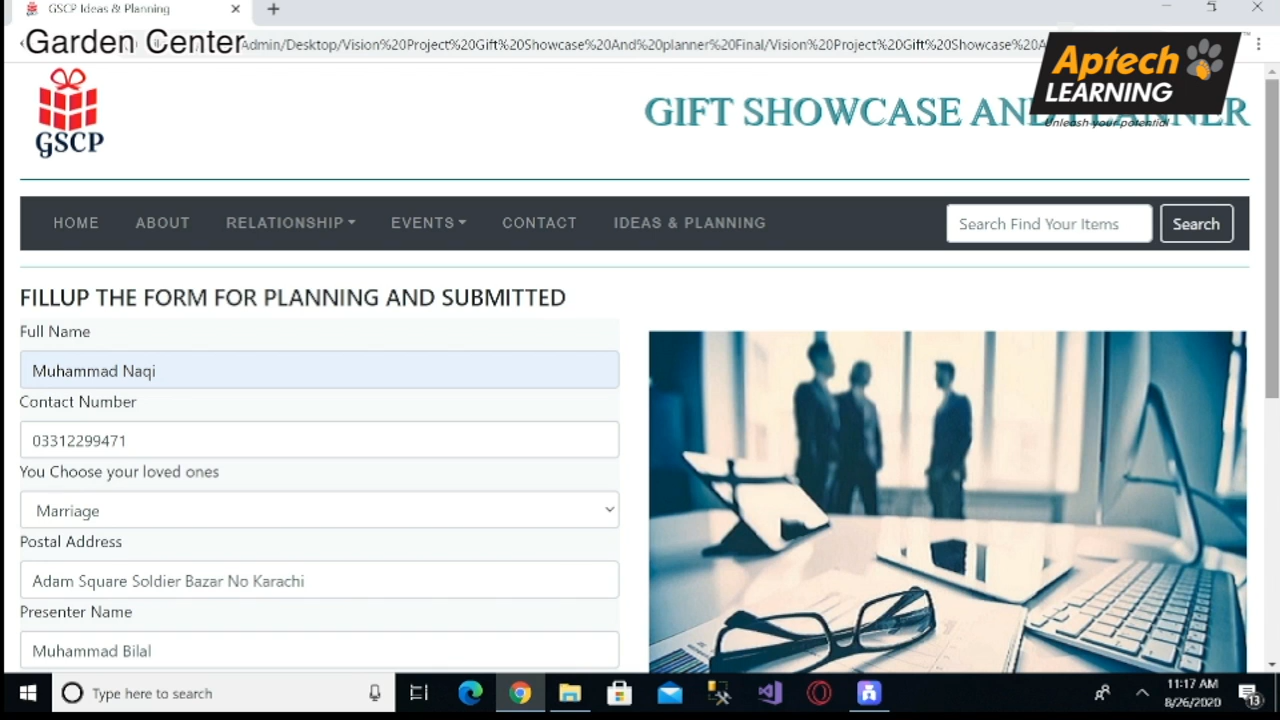 GSCP Ideas & Planning
Garden Center
Admin/Desktop/Vision%20Project%20Gift%20Showcase%20And%20planner%20Final/Vision%20Project%20Gift%20Showcase%20A
Aptech
LEARNING
Unleash your potential
GSCP
GIFT SHOWCASE AND
HOME ABOUT RELATIONSHIP EVENTS CONTACT IDEAS & PLANNING Search Find Your Items Search
FILLUP THE FORM FOR PLANNING AND SUBMITTED
Full Name
Muhammad Naqi
Contact Number
03312299471
You Choose your loved ones
Marriage
Postal Address
Adam Square Soldier Bazar No Karachi
Presenter Name
Muhammad Bilal
Type here to search
11:17 AM
8/26/2020
13